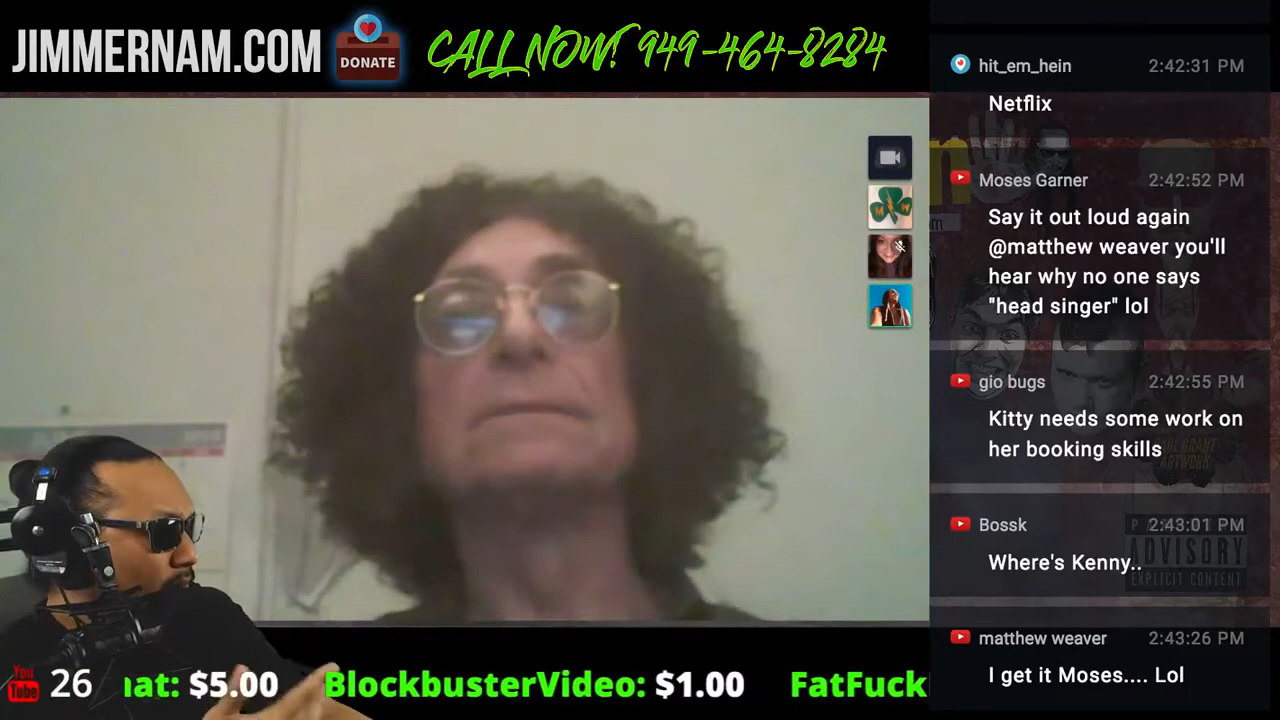 JIMMERNAM.COM
DONATE
CALL NOW! 949-464-8284
hit_em_hein 2:42:31 PM
Netflix
Moses Garner 2:42:52 PM
Say it out loud again
@matthew weaver you'll
hear why no one says
"head singer" lol
gio bugs 2:42:55 PM
Kitty needs some work on
her booking skills
Bossk 2:43:01 PM
Where's Kenny..
ADVISORY
EXPLICIT CONTENT
matthew weaver 2:43:26 PM
I get it Moses.... Lol
You
Tube
26
nat: $5.00 BlockbusterVideo: $1.00 FatFuck
M W